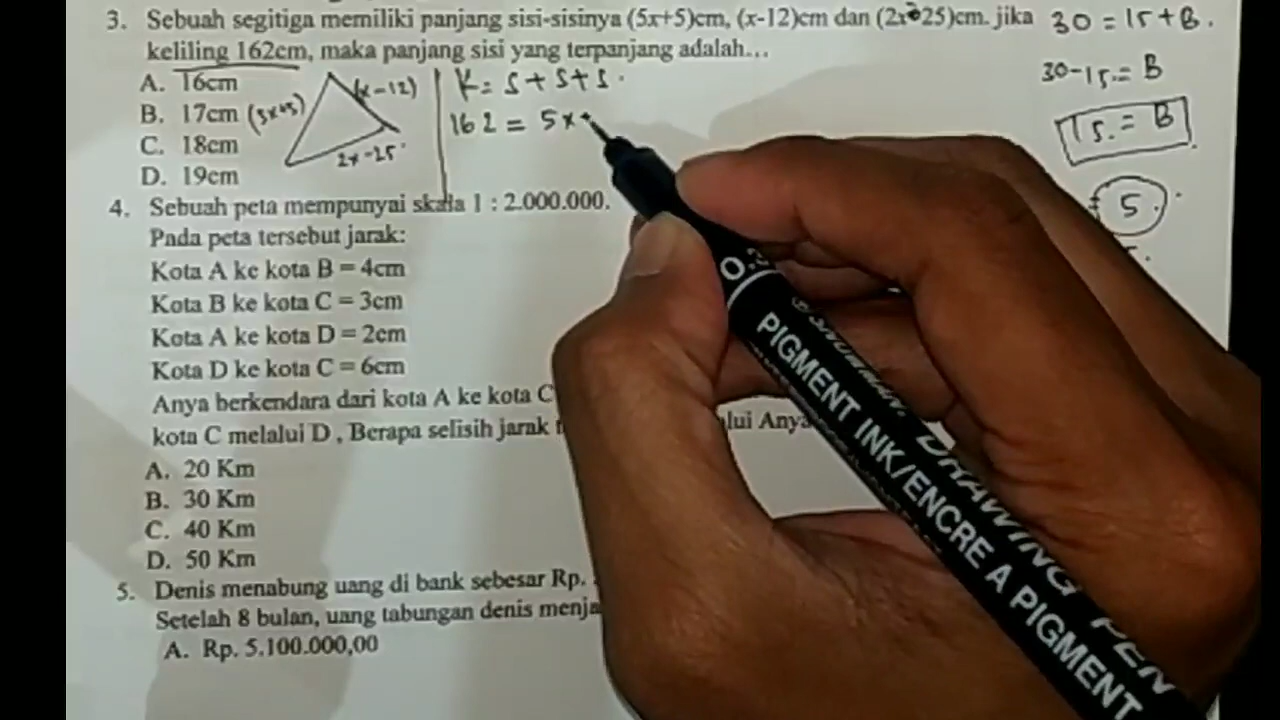 3. Sebuah segitiga memiliki panjang sisi-sisinya (5x+5)cm, (x-12)cm dan (2x-25)cm. jika
keliling 162cm, maka panjang sisi yang terpanjang adalah...
A. 16cm
B. 17cm
C. 18cm
D. 19cm
(5x+5)
(x-12)
2x-25
K = S + S + S
162 = 5x
30 = 15 + B.
30-15 = B
15 = B
5
4. Sebuah peta mempunyai skala 1 : 2.000.000.
Pada peta tersebut jarak:
Kota A ke kota B = 4cm
Kota B ke kota C = 3cm
Kota A ke kota D = 2cm
Kota D ke kota C = 6cm
Anya berkendara dari kota A ke kota C
kota C melalui D , Berapa selisih jarak
A. 20 Km
B. 30 Km
C. 40 Km
D. 50 Km
5. Denis menabung uang di bank sebesar Rp.
Setelah 8 bulan, uang tabungan denis
A. Rp. 5.100.000,00
DRAWING PEN
PIGMENT INK/ENCRE A PIGMENT